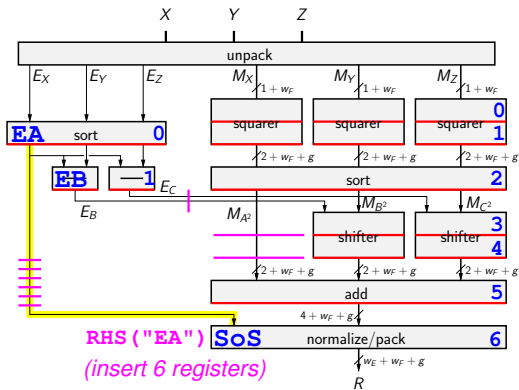 X Y Z
unpack
E_X E_Y E_Z M_X M_Y M_Z
1 + w_F 1 + w_F 1 + w_F
EA sort 0 squarer squarer squarer 0
1
2 + w_F + g 2 + w_F + g 2 + w_F + g
EB − − 1 sort 2
E_C
E_B M_A² M_B² M_C²
3
shifter shifter 4
2 + w_F + g 2 + w_F + g 2 + w_F + g
add 5
4 + w_F + g
RHS("EA") SoS normalize/pack 6
(insert 6 registers)
w_E + w_F + g
R